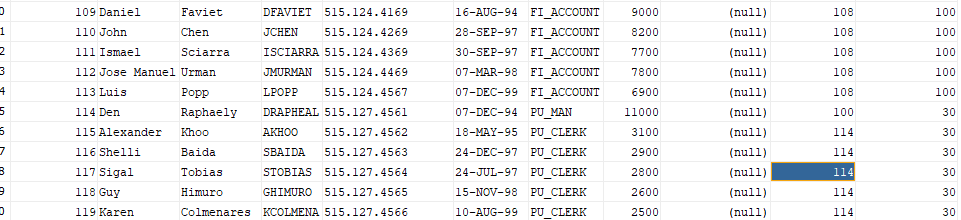 0 109 Daniel Faviet DFAVIET 515.124.4169 16-AUG-94 FI_ACCOUNT 9000 (null) 108 100
1 110 John Chen JCHEN 515.124.4269 28-SEP-97 FI_ACCOUNT 8200 (null) 108 100
2 111 Ismael Sciarra ISCIARRA 515.124.4369 30-SEP-97 FI_ACCOUNT 7700 (null) 108 100
3 112 Jose Manuel Urman JMURMAN 515.124.4469 07-MAR-98 FI_ACCOUNT 7800 (null) 108 100
4 113 Luis Popp LPOPP 515.124.4567 07-DEC-99 FI_ACCOUNT 6900 (null) 108 100
5 114 Den Raphaely DRAPHEAL 515.127.4561 07-DEC-94 PU_MAN 11000 (null) 100 30
6 115 Alexander Khoo AKHOO 515.127.4562 18-MAY-95 PU_CLERK 3100 (null) 114 30
7 116 Shelli Baida SBAIDA 515.127.4563 24-DEC-97 PU_CLERK 2900 (null) 114 30
8 117 Sigal Tobias STOBIAS 515.127.4564 24-JUL-97 PU_CLERK 2800 (null) 114 30
9 118 Guy Himuro GHIMURO 515.127.4565 15-NOV-98 PU_CLERK 2600 (null) 114 30
0 119 Karen Colmenares KCOLMENA 515.127.4566 10-AUG-99 PU_CLERK 2500 (null) 114 30